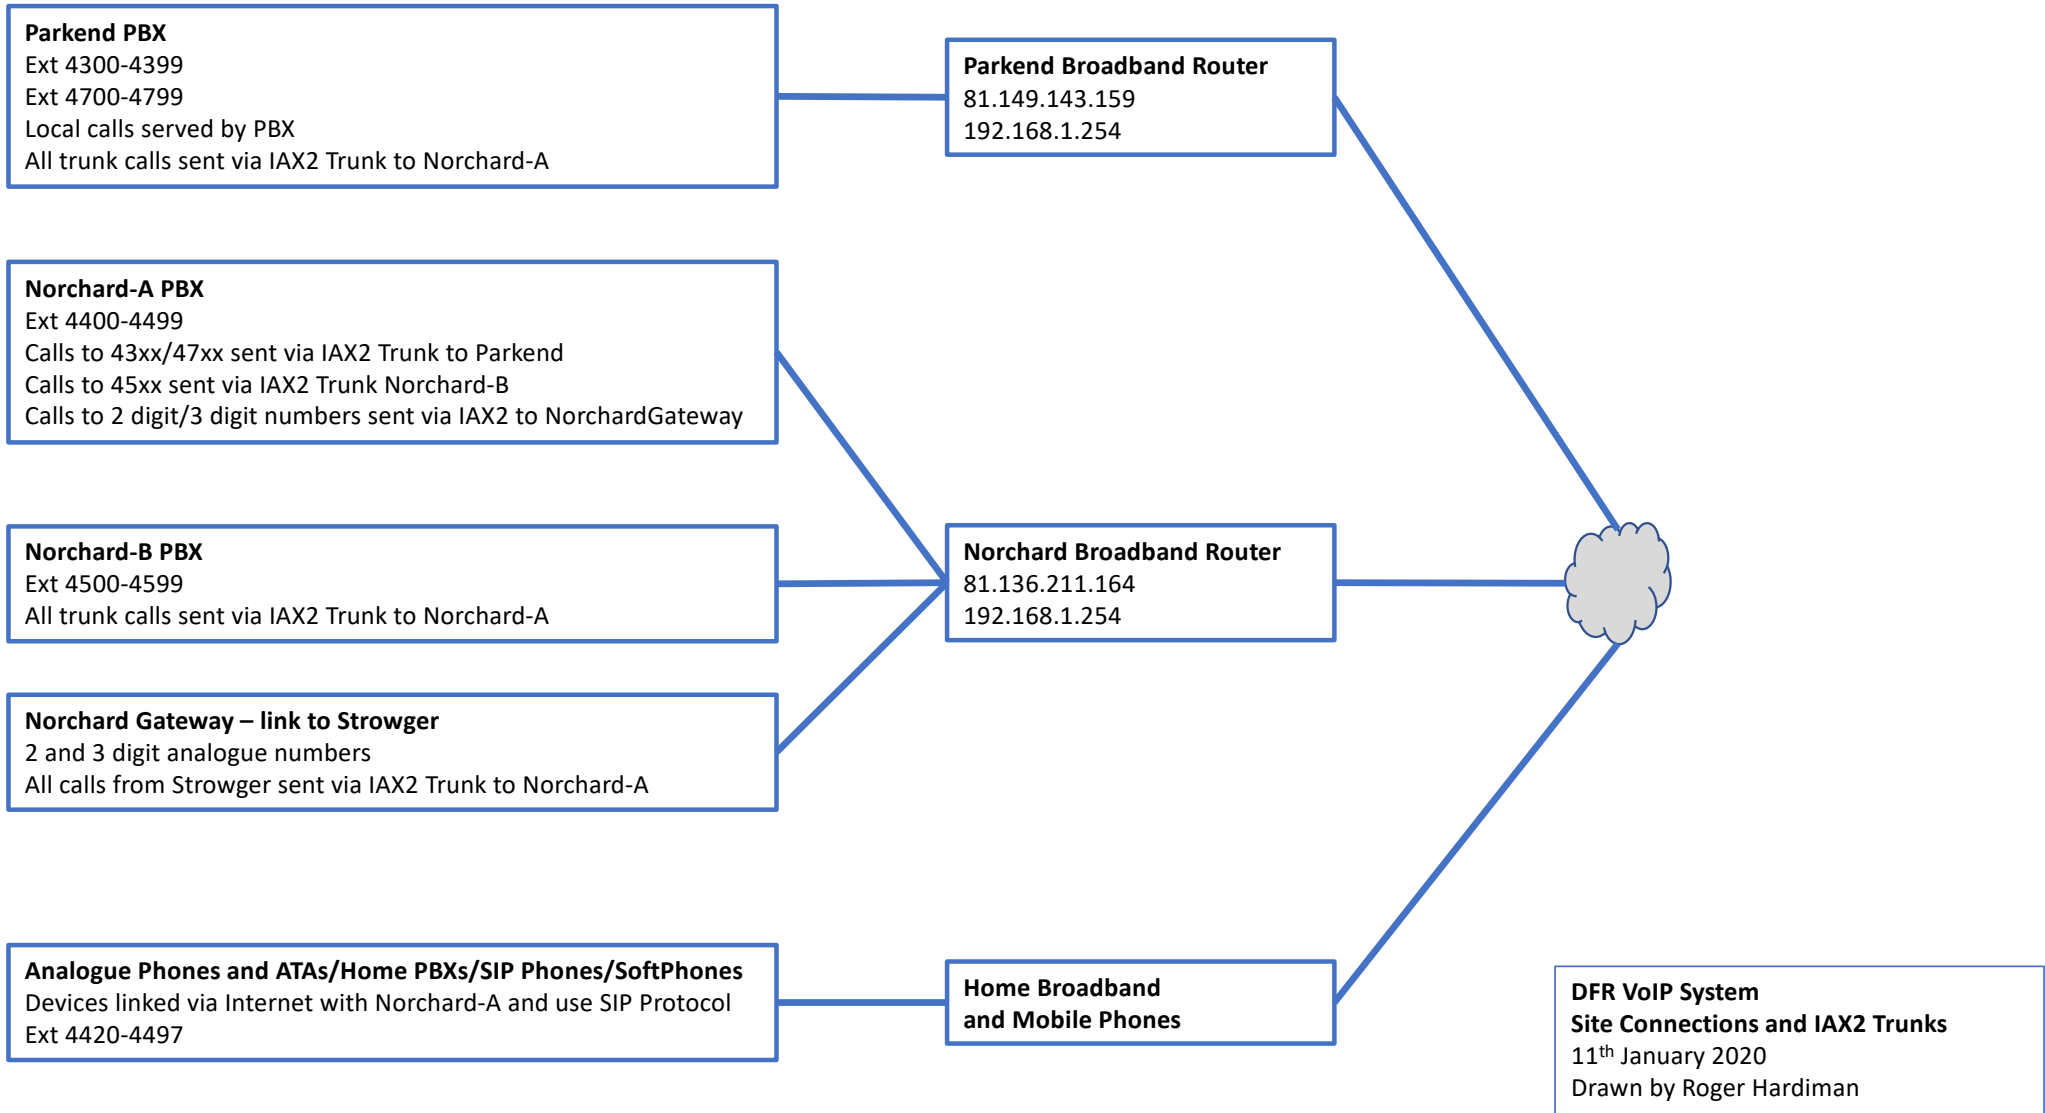 Parkend PBX
Ext 4300-4399
Ext 4700-4799
Local calls served by PBX
All trunk calls sent via IAX2 Trunk to Norchard-A
Parkend Broadband Router
81.149.143.159
192.168.1.254
Norchard-A PBX
Ext 4400-4499
Calls to 43xx/47xx sent via IAX2 Trunk to Parkend
Calls to 45xx sent via IAX2 Trunk Norchard-B
Calls to 2 digit/3 digit numbers sent via IAX2 to NorchardGateway
Norchard-B PBX
Ext 4500-4599
All trunk calls sent via IAX2 Trunk to Norchard-A
Norchard Broadband Router
81.136.211.164
192.168.1.254
Norchard Gateway – link to Strowger
2 and 3 digit analogue numbers
All calls from Strowger sent via IAX2 Trunk to Norchard-A
Analogue Phones and ATAs/Home PBXs/SIP Phones/SoftPhones
Devices linked via Internet with Norchard-A and use SIP Protocol
Ext 4420-4497
Home Broadband
and Mobile Phones
DFR VoIP System
Site Connections and IAX2 Trunks
11th January 2020
Drawn by Roger Hardiman